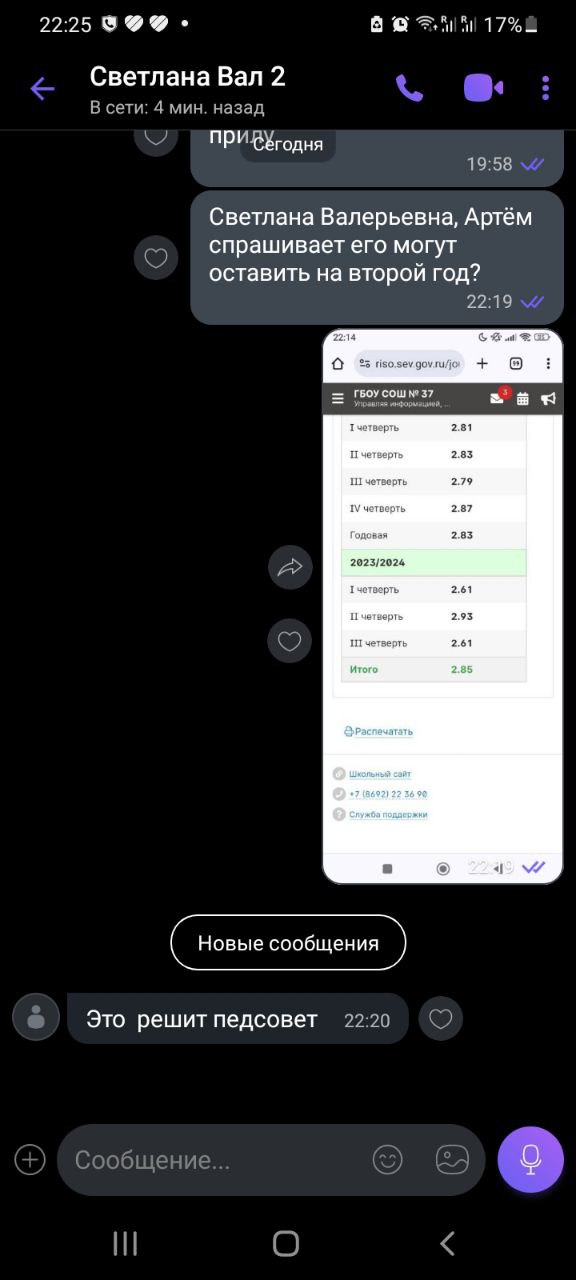 22:25
17%
Светлана Вал 2
В сети: 4 мин. назад
Сегодня
19:58
Светлана Валерьевна, Артём
спрашивает его могут
оставить на второй год?
22:19
22:14
riso.sev.gov.ru/jo
ГБОУ СОШ № 37
3
Управляя информацией, ...
I четверть 2.81
II четверть 2.83
III четверть 2.79
IV четверть 2.87
Годовая 2.83
2023/2024
I четверть 2.61
II четверть 2.93
III четверть 2.61
Итого 2.85
Распечатать
Школьный сайт
+7 (8692) 22 36 90
Служба поддержки
22:19
Новые сообщения
Это решит педсовет 22:20
Сообщение...